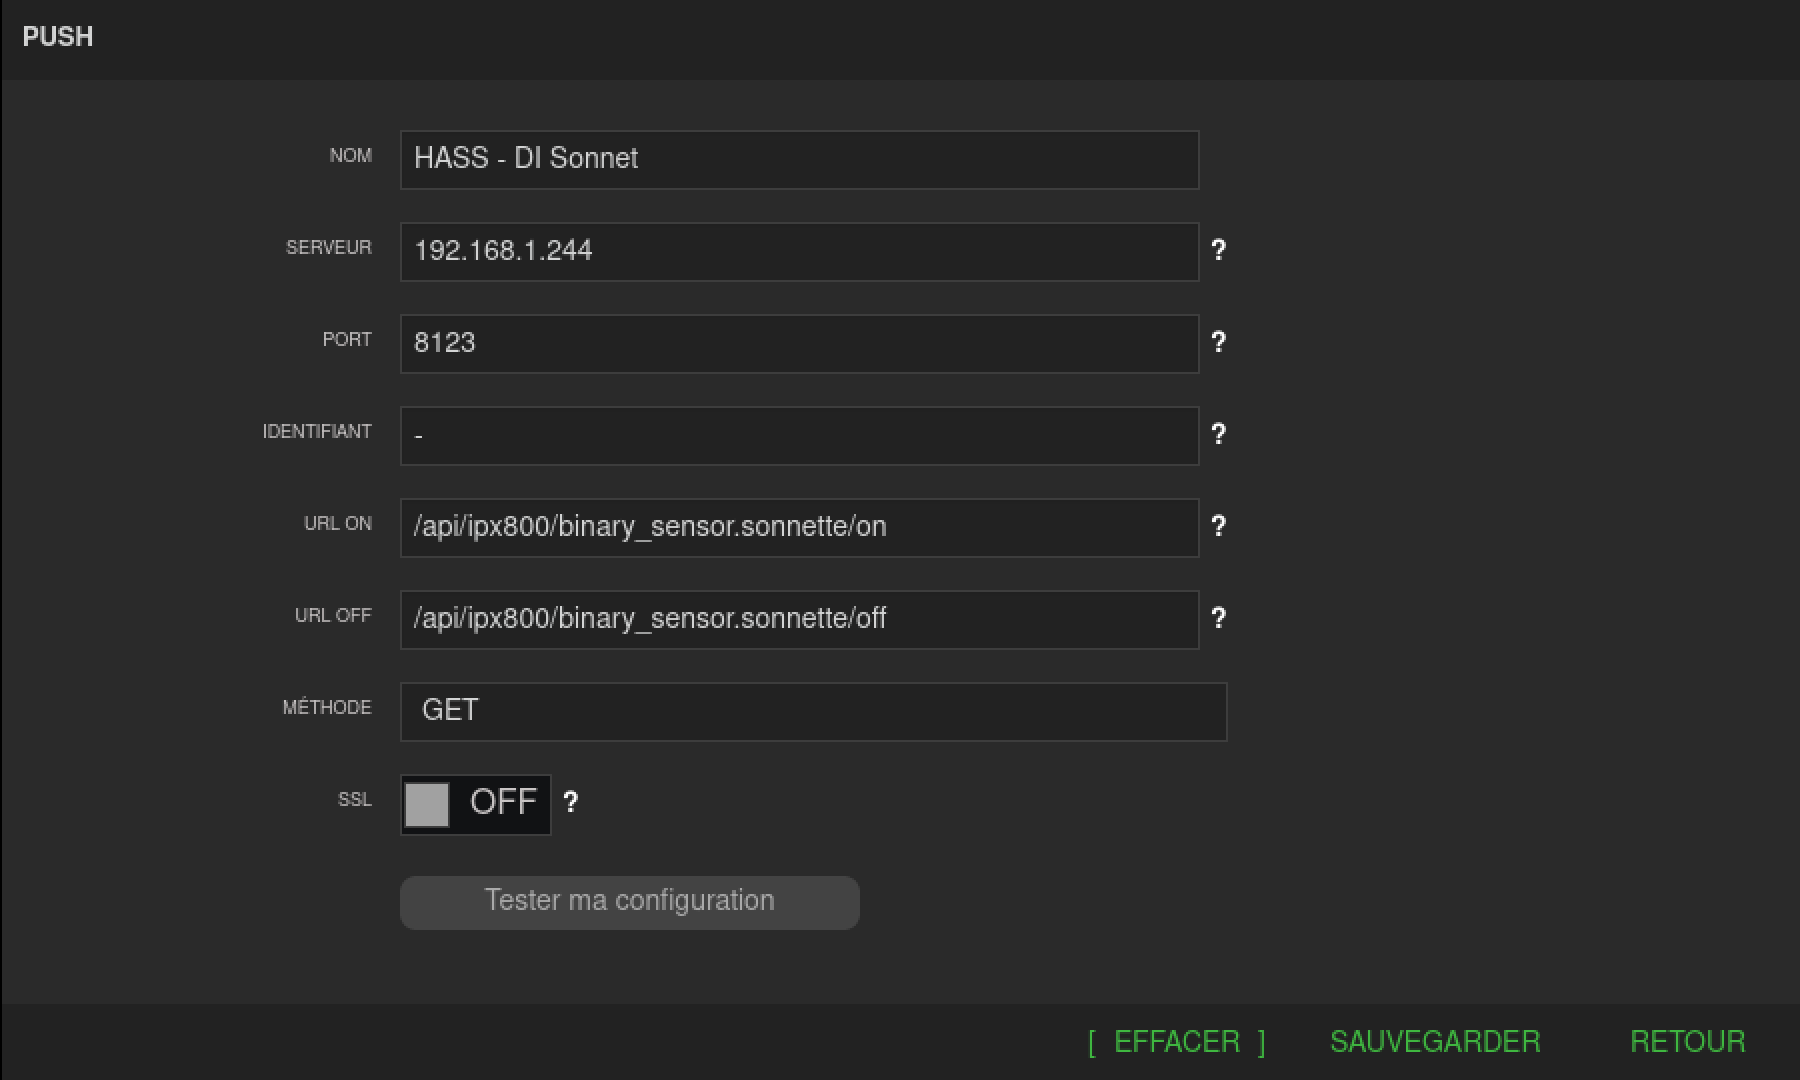 PUSH
NOM HASS - DI Sonnet
SERVEUR 192.168.1.244 ?
PORT 8123 ?
IDENTIFIANT - ?
URL ON /api/ipx800/binary_sensor.sonnette/on ?
URL OFF /api/ipx800/binary_sensor.sonnette/off ?
MÉTHODE GET
SSL OFF ?
Tester ma configuration
[ EFFACER ] SAUVEGARDER RETOUR